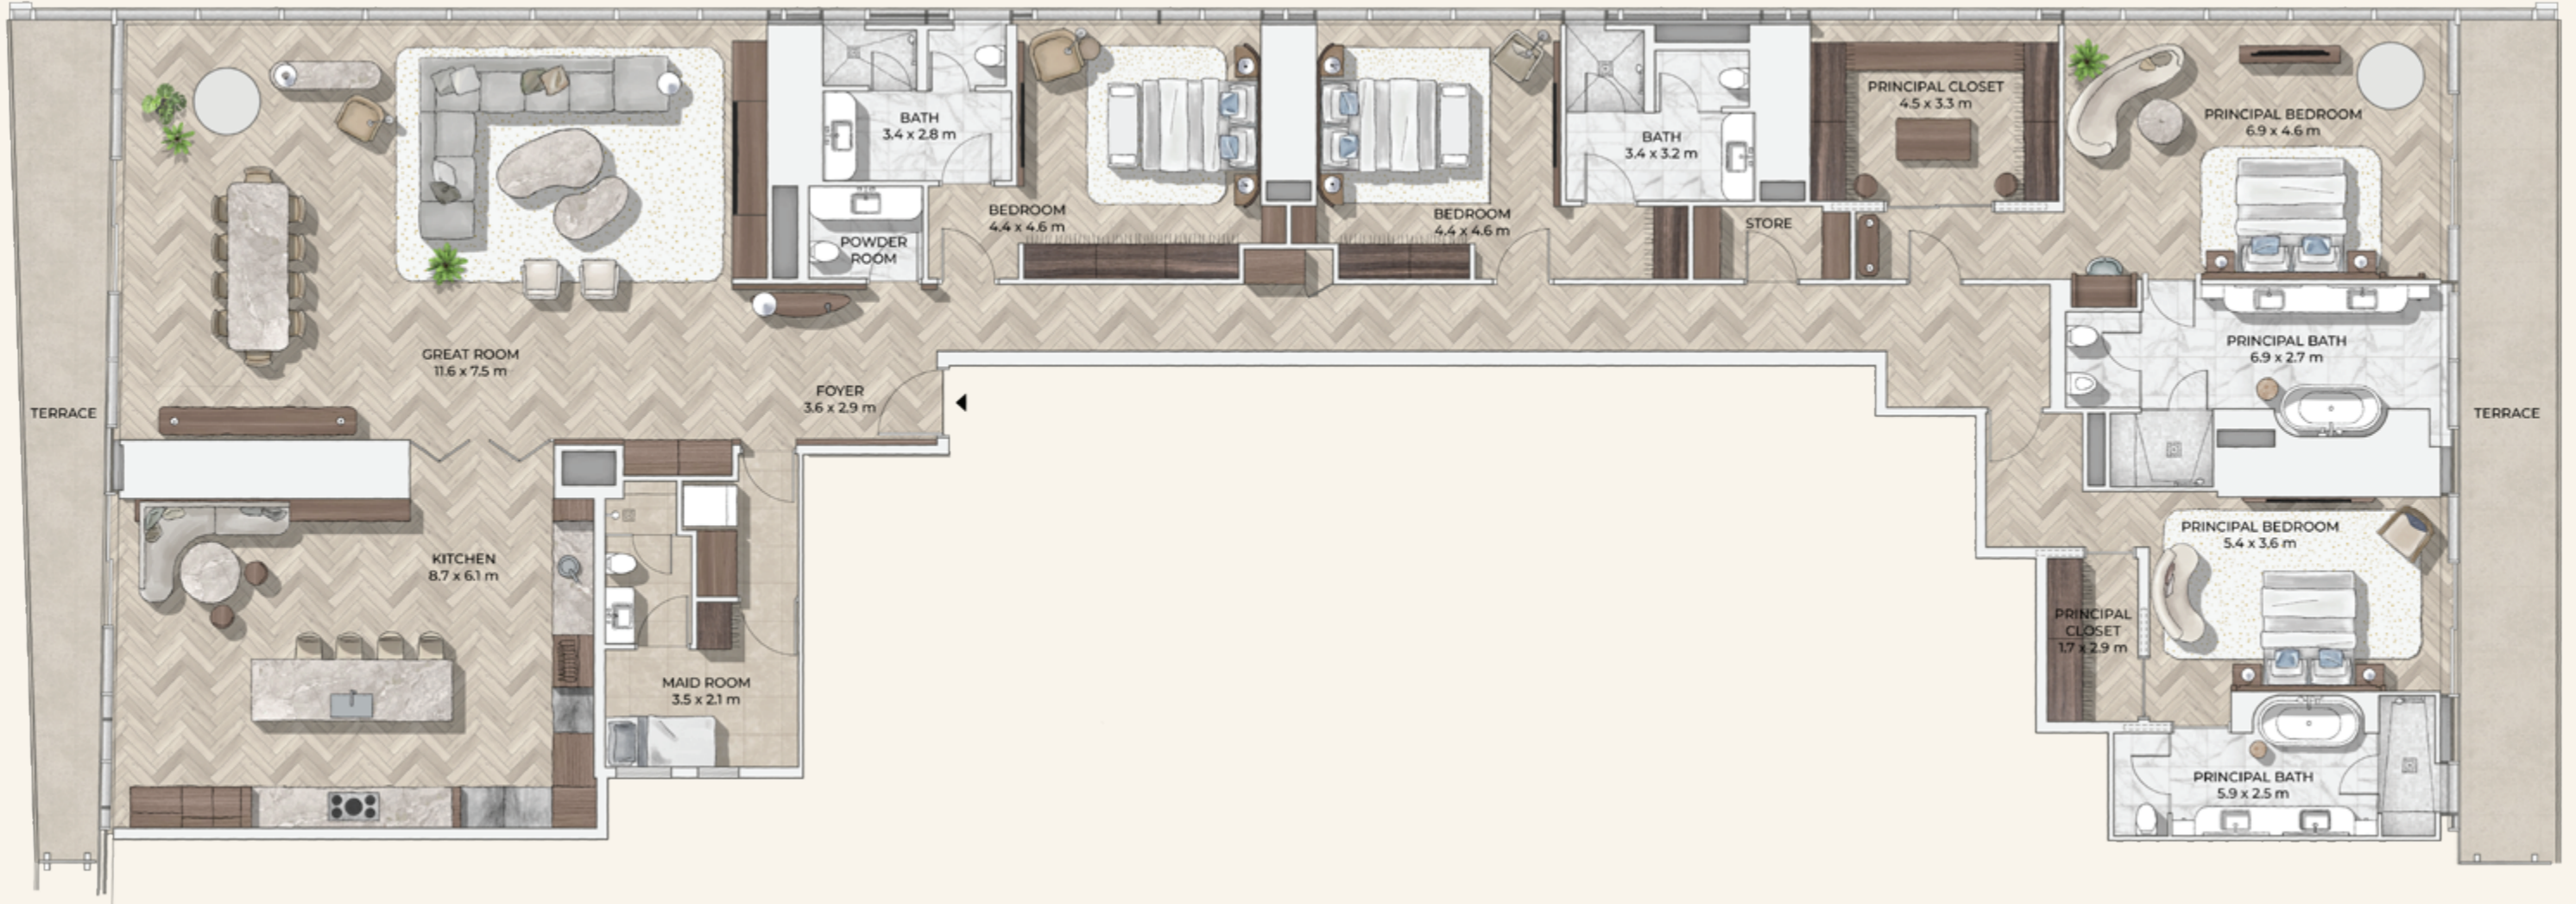 PRINCIPAL CLOSET
4.5 x 3.3 m
PRINCIPAL BEDROOM
6.9 x 4.6 m
BATH
3.4 x 2.8 m
BATH
3.4 x 3.2 m
BEDROOM
4.4 x 4.6 m
BEDROOM
4.4 x 4.6 m
STORE
POWDER
ROOM
PRINCIPAL BATH
6.9 x 2.7 m
GREAT ROOM
11.6 x 7.5 m
FOYER
3.6 x 2.9 m
TERRACE
TERRACE
PRINCIPAL BEDROOM
5.4 x 3.6 m
KITCHEN
8.7 x 6.1 m
PRINCIPAL
CLOSET
1.7 x 2.9 m
MAID ROOM
3.5 x 2.1 m
PRINCIPAL BATH
5.9 x 2.5 m